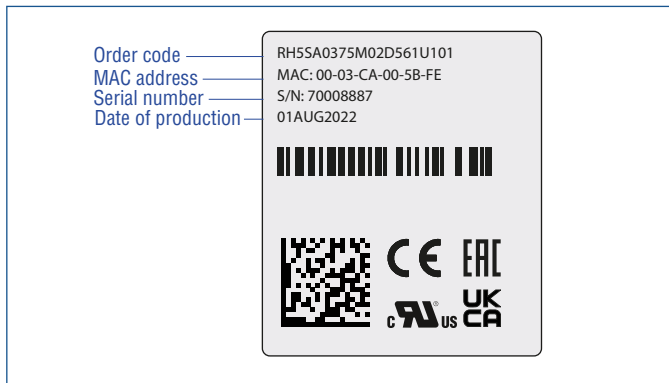 Order code
MAC address
Serial number
Date of production
RH5SA0375M02D561U101
MAC: 00-03-CA-00-5B-FE
S/N: 70008887
01AUG2022
CE EAC
c RU ® US UK
CA